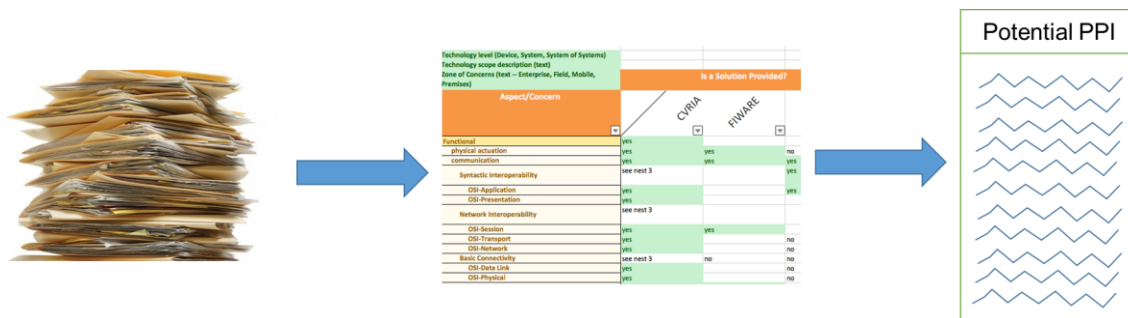 Potential PPI
Technology level (Device, System, System of Systems)
Technology scope description (text)
Zone of Concerns (text – Enterprise, Field, Mobile,
Premises)
Is a Solution Provided?
Aspect/Concern
CVRIA
FIWARE
Functional yes
physical actuation yes yes no
communication yes yes yes
Syntactic Interoperability see nest 3 yes
OSI-Application yes yes
OSI-Presentation yes
Network Interoperability see nest 3
OSI-Session yes yes
OSI-Transport yes no
OSI-Network yes no
Basic Connectivity see nest 3 no no
OSI-Data Link yes no
OSI-Physical yes no